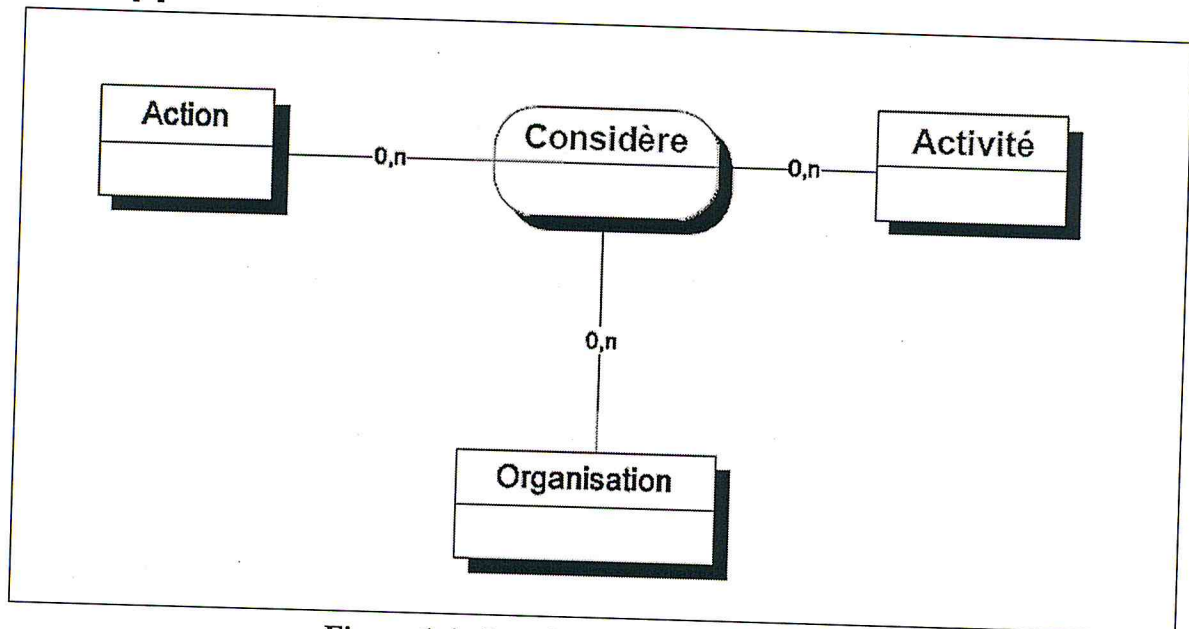 Action
Considère
Activité
0,n
0,n
0,n
Organisation